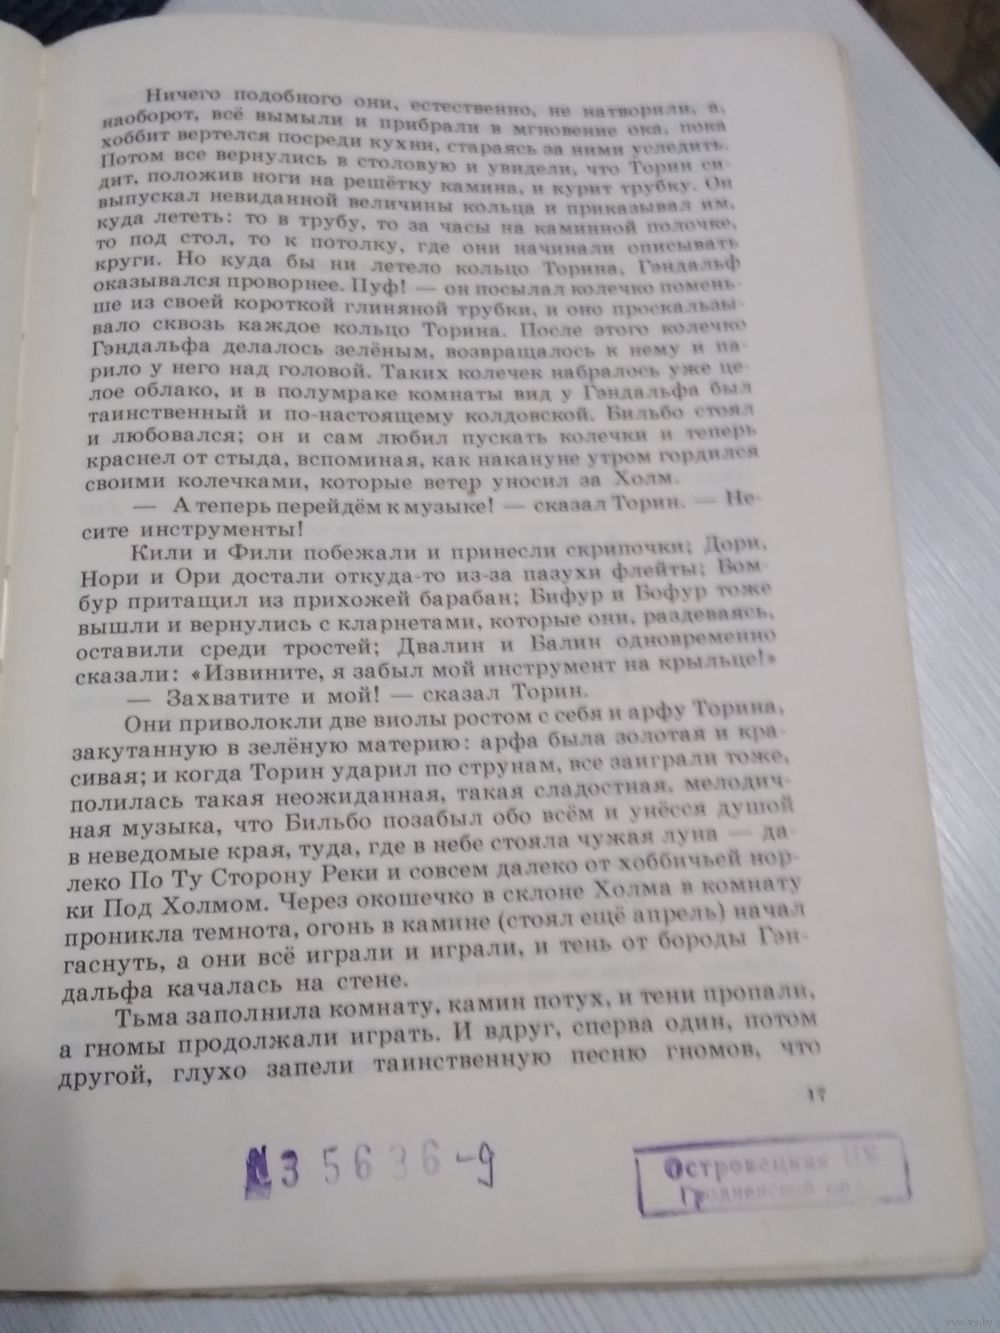 Ничего подобного они, естественно, не натворили, а,
наоборот, всё вымыли и прибрали в мгновение ока, пока
хоббит вертелся посреди кухни, стараясь за ними уследить.
Потом все вернулись в столовую и увидели, что Торин си-
дит, положив ноги на решётку камина, и курит трубку. Он
выпускал невиданной величины кольца и приказывал им,
куда лететь: то в трубу, то за часы на каминной полочке,
то под стол, то к потолку, где они начинали описывать
круги. Но куда бы ни летело кольцо Торина, Гэндальф
оказывался проворнее. Пуф! — он посылал колечко помень-
ше из своей короткой глиняной трубки, и оно проскальзы-
вало сквозь каждое кольцо Торина. После этого колечко
Гэндальфа делалось зелёным, возвращалось к нему и па-
рило у него над головой. Таких колечек набралось уже це-
лое облако, и в полумраке комнаты вид у Гэндальфа был
таинственный и по-настоящему колдовской. Бильбо стоял
и любовался; он и сам любил пускать колечки и теперь
краснел от стыда, вспоминая, как накануне утром гордился
своими колечками, которые ветер уносил за Холм.
— А теперь перейдём к музыке! — сказал Торин. — Не-
сите инструменты!
Кили и Фили побежали и принесли скрипочки; Дори,
Нори и Ори достали откуда-то из-за пазухи флейты; Бом-
бур притащил из прихожей барабан; Бифур и Бофур тоже
вышли и вернулись с кларнетами, которые они, раздеваясь,
оставили среди тростей; Двалин и Балин одновременно
сказали: «Извините, я забыл мой инструмент на крыльце!»
— Захватите и мой! — сказал Торин.
Они приволокли две виолы ростом с себя и арфу Торина,
закутанную в зелёную материю: арфа была золотая и кра-
сивая; и когда Торин ударил по струнам, все заиграли тоже,
полилась такая неожиданная, такая сладостная, мелодич-
ная музыка, что Бильбо позабыл обо всём и унёсся душой
в неведомые края, туда, где в небе стояла чужая луна — да-
леко По Ту Сторону Реки и совсем далеко от хоббичьей нор-
ки Под Холмом. Через окошечко в склоне Холма в комнату
проникла темнота, огонь в камине (стоял ещё апрель) начал
гаснуть, а они всё играли и играли, и тень от бороды Гэн-
дальфа качалась на стене.
Тьма заполнила комнату, камин потух, и тени пропали,
а гномы продолжали играть. И вдруг, сперва один, потом
другой, глухо запели таинственную песню гномов, что
17
№35636-9
Островецкая ЦБ
Гродненской обл.
www.ay.by